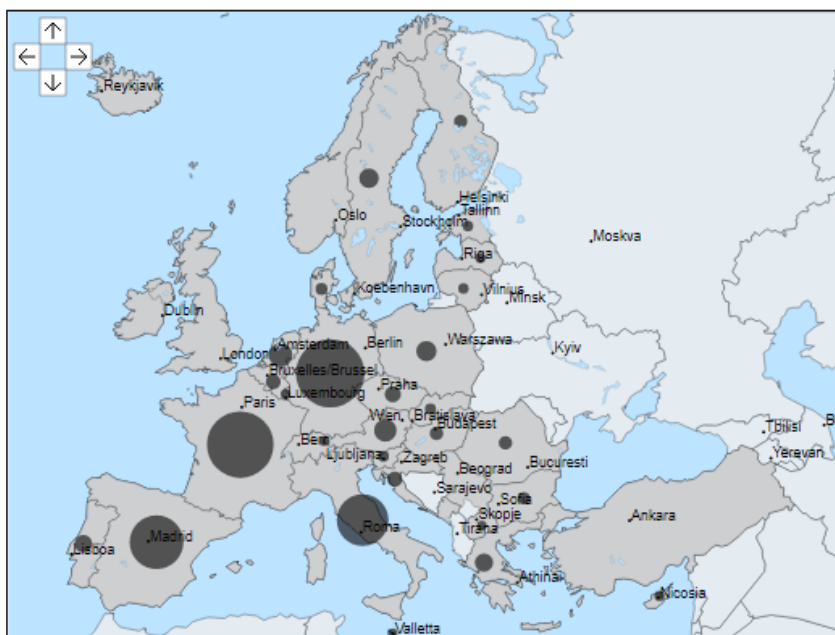 Reykjavik
Helsinki
Tallinn
Oslo
Stockholm
Moskva
Riga
Koebenhavn
Vilnius
Minsk
Dublin
Amsterdam
Berlin
Warszawa
London
Kyiv
Bruxelles/Brussel
Luxembourg
Praha
Paris
Wien
Bratislava
Budapest
Tbilisi
Bern
Ljubljana
Zagreb
Yerevan
Beograd
Bucuresti
Sarajevo
Sofia
Skopje
Roma
Tirana
Ankara
Madrid
Lisboa
Athinai
Nicosia
Valletta